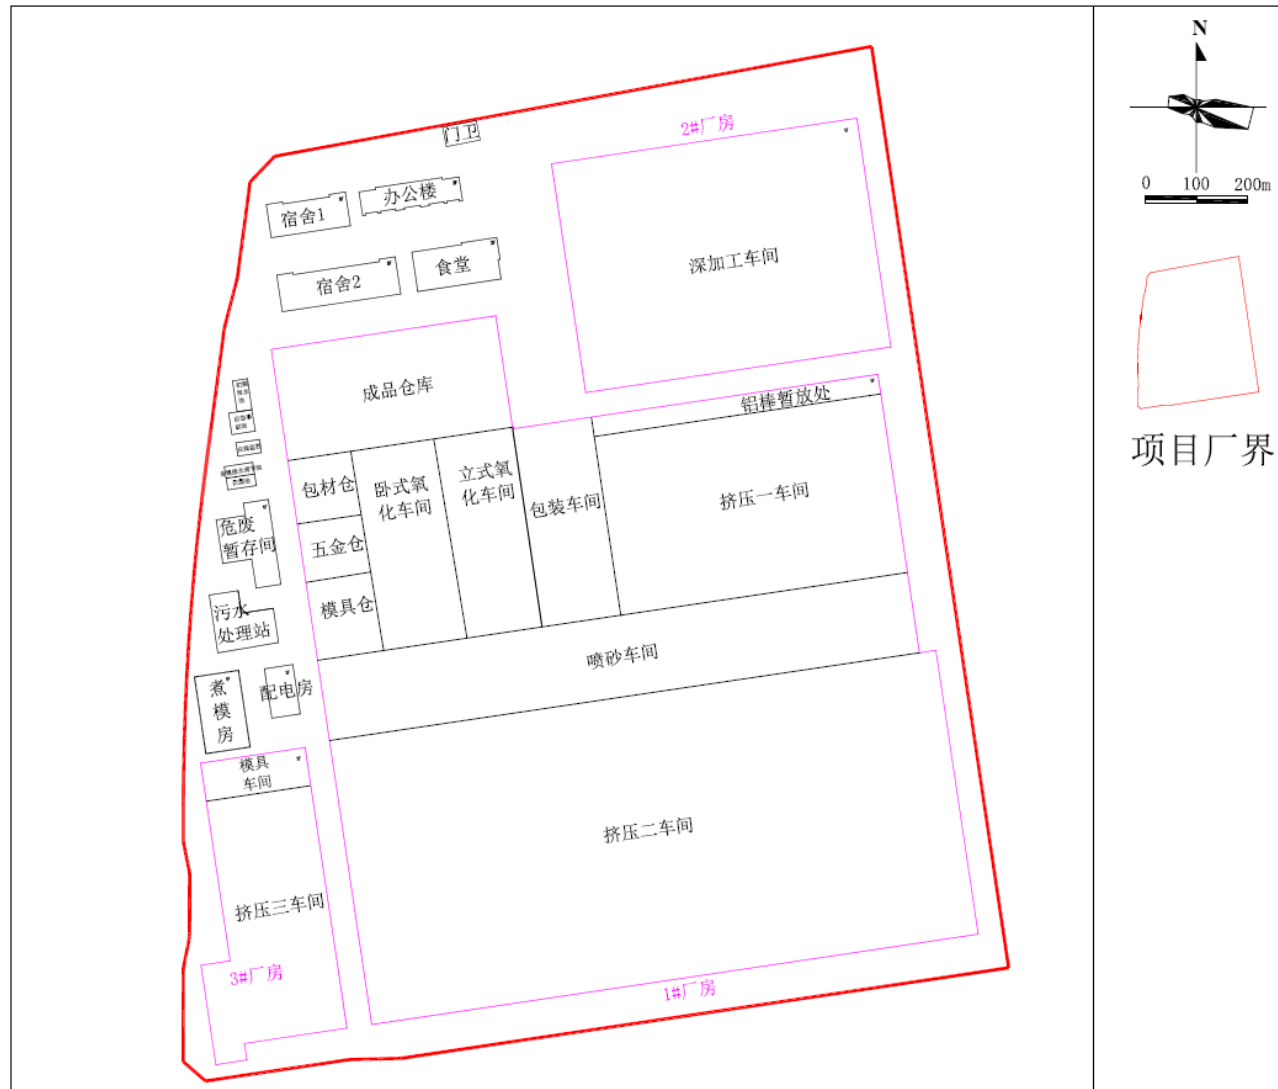 N
0 100 200m
项目厂界
门卫
2#厂房
办公楼
宿舍1
食堂
宿舍2
深加工车间
成品仓库
铝棒暂放处
包材仓
卧式氧
化车间
立式氧
化车间
包装车间
挤压一车间
危废
暂存间
五金仓
模具仓
污水
处理站
喷砂车间
煮
模
房
配电房
模具
车间
挤压二车间
挤压三车间
3#厂房
1#厂房